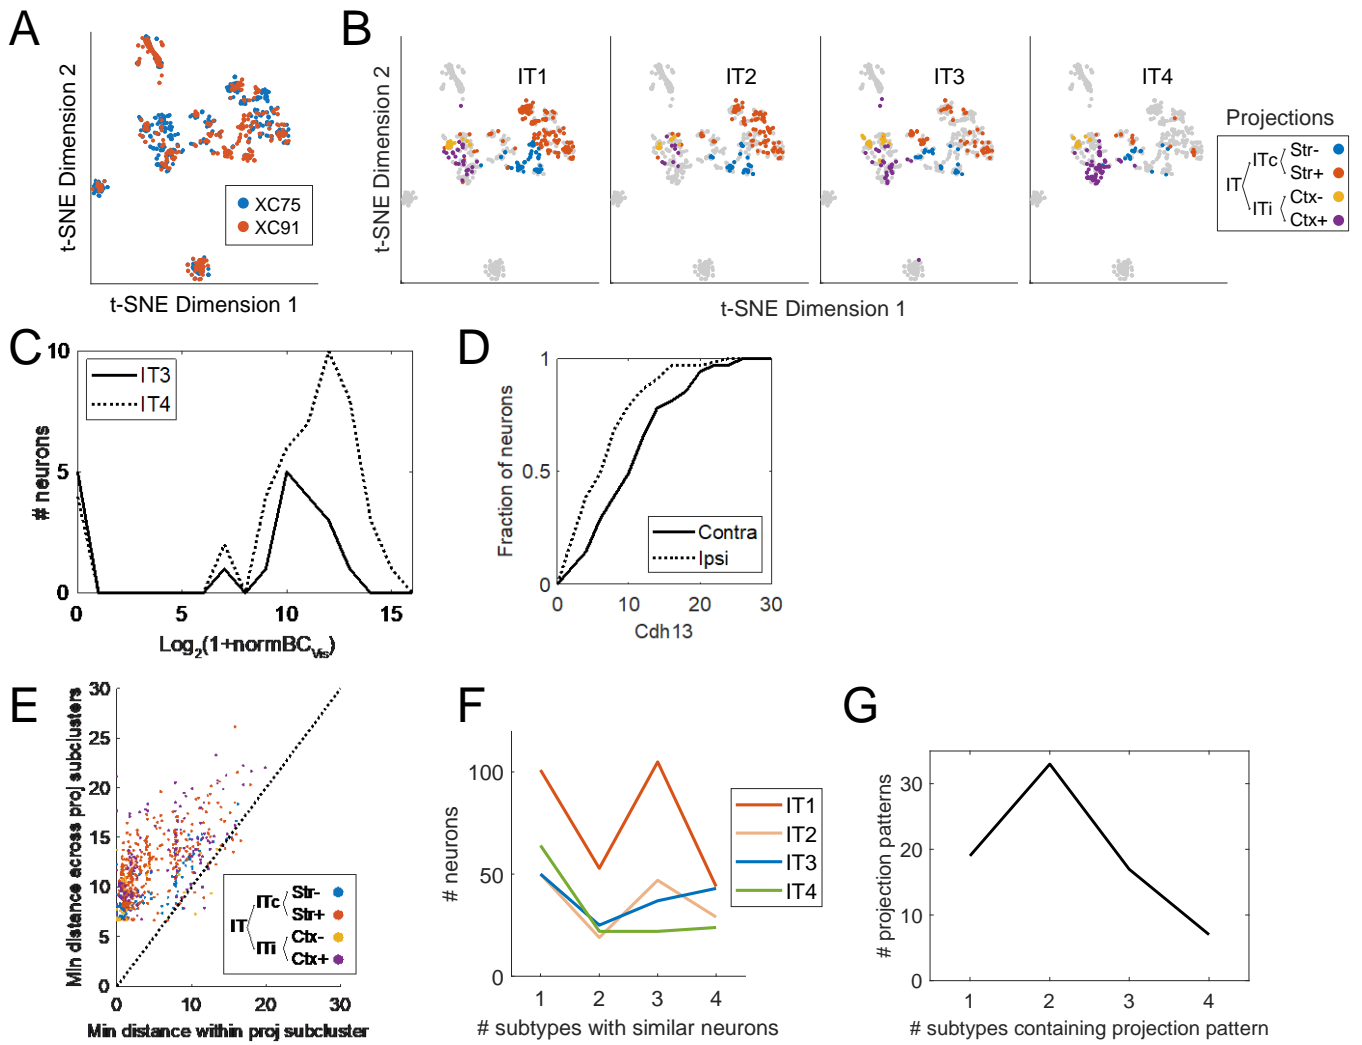 A
t-SNE Dimension 2
XC75
XC91
t-SNE Dimension 1
B
t-SNE Dimension 2
IT1
t-SNE Dimension 2
IT2
IT3
IT4
t-SNE Dimension 1
Projections
IT
ITc
Str-
Str+
ITi
Ctx-
Ctx+
C
10
5
0
# neurons
IT3
IT4
0 5 10 15
Log2(1+normBCVis)
D
1
0.5
0
Fraction of neurons
Contra
Ipsi
0 10 20 30
Cdh13
E
30
25
20
15
10
5
0
Min distance across proj subclusters
IT
ITc
Str-
Str+
ITi
Ctx-
Ctx+
0 10 20 30
Min distance within proj subcluster
F
100
50
0
# neurons
IT1
IT2
IT3
IT4
1 2 3 4
# subtypes with similar neurons
G
30
20
10
0
# projection patterns
1 2 3 4
# subtypes containing projection pattern